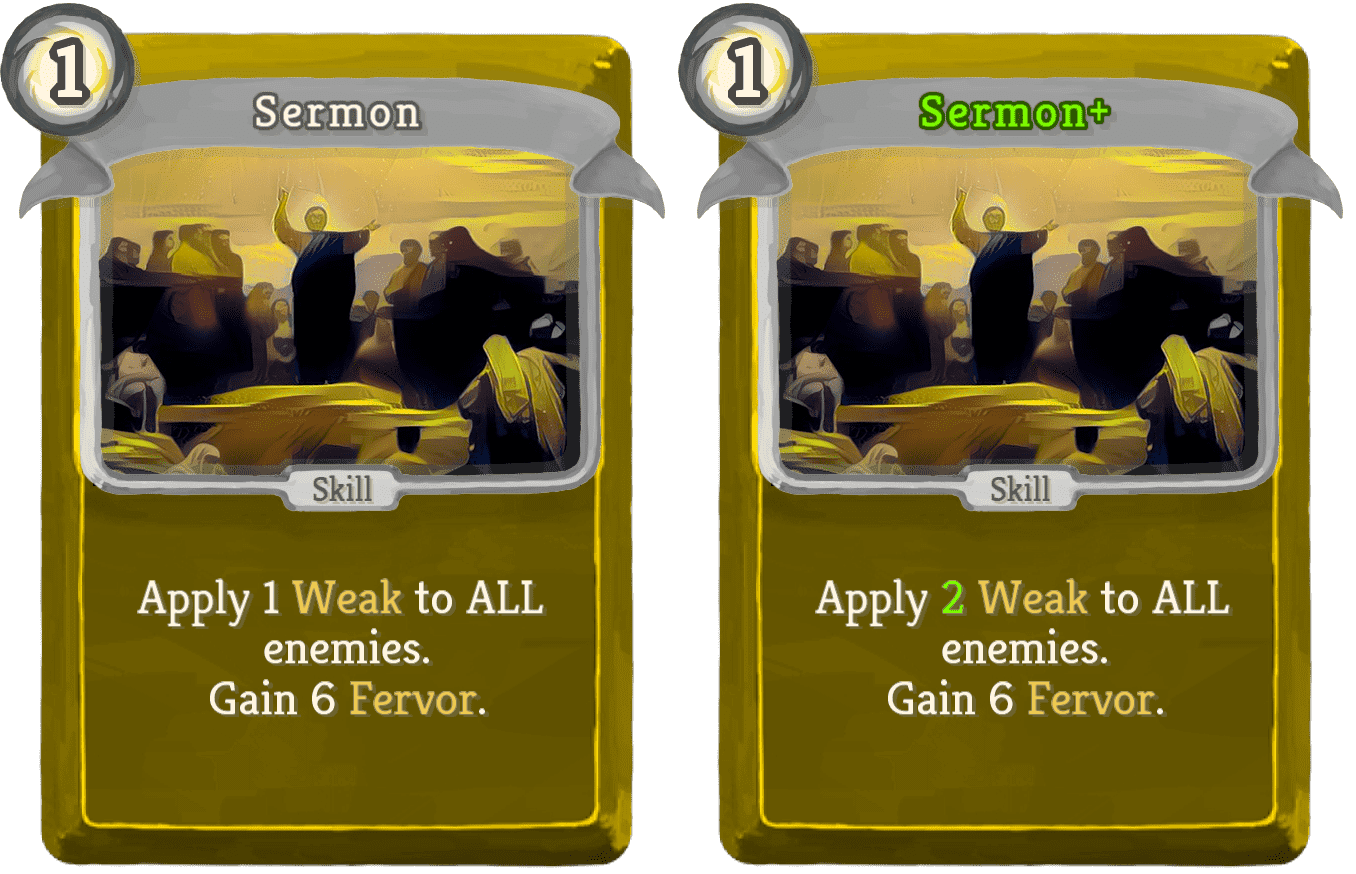 1
Sermon
Skill
Apply 1 Weak to ALL
enemies.
Gain 6 Fervor.
1
Sermon+
Skill
Apply 2 Weak to ALL
enemies.
Gain 6 Fervor.